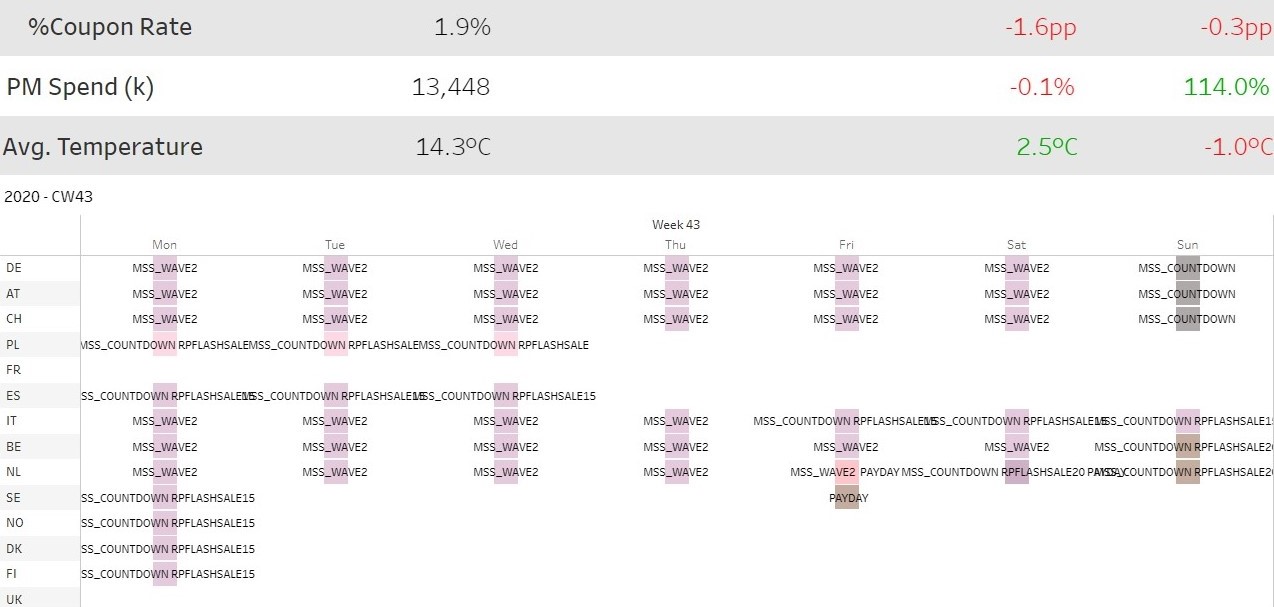 %Coupon Rate 1.9% -1.6pp -0.3pp
PM Spend (k) 13,448 -0.1% 114.0%
Avg. Temperature 14.3ºC 2.5ºC -1.0ºC
2020 - CW43
Week 43
Mon Tue Wed Thu Fri Sat Sun
DE MSS_WAVE2 MSS_WAVE2 MSS_WAVE2 MSS_WAVE2 MSS_WAVE2 MSS_WAVE2 MSS_COUNTDOWN
AT MSS_WAVE2 MSS_WAVE2 MSS_WAVE2 MSS_WAVE2 MSS_WAVE2 MSS_WAVE2 MSS_COUNTDOWN
CH MSS_WAVE2 MSS_WAVE2 MSS_WAVE2 MSS_WAVE2 MSS_WAVE2 MSS_WAVE2 MSS_COUNTDOWN
PL MSS_COUNTDOWN RPFLASHSALE MSS_COUNTDOWN RPFLASHSALE MSS_COUNTDOWN RPFLASHSALE
FR
ES SS_COUNTDOWN RPFLASHSALE15 MSS_COUNTDOWN RPFLASHSALE15 MSS_COUNTDOWN RPFLASHSALE15
IT MSS_WAVE2 MSS_WAVE2 MSS_WAVE2 MSS_WAVE2 MSS_COUNTDOWN RPFLASHSALE15 MSS_COUNTDOWN RPFLASHSALE15 MSS_COUNTDOWN RPFLASHSALE15
BE MSS_WAVE2 MSS_WAVE2 MSS_WAVE2 MSS_WAVE2 MSS_WAVE2 MSS_WAVE2 MSS_COUNTDOWN RPFLASHSALE20
NL MSS_WAVE2 MSS_WAVE2 MSS_WAVE2 MSS_WAVE2 MSS_WAVE2 PAYDAY MSS_COUNTDOWN RPFLASHSALE20 PAYDAY MSS_COUNTDOWN RPFLASHSALE20
SE SS_COUNTDOWN RPFLASHSALE15 PAYDAY
NO SS_COUNTDOWN RPFLASHSALE15
DK SS_COUNTDOWN RPFLASHSALE15
FI SS_COUNTDOWN RPFLASHSALE15
UK